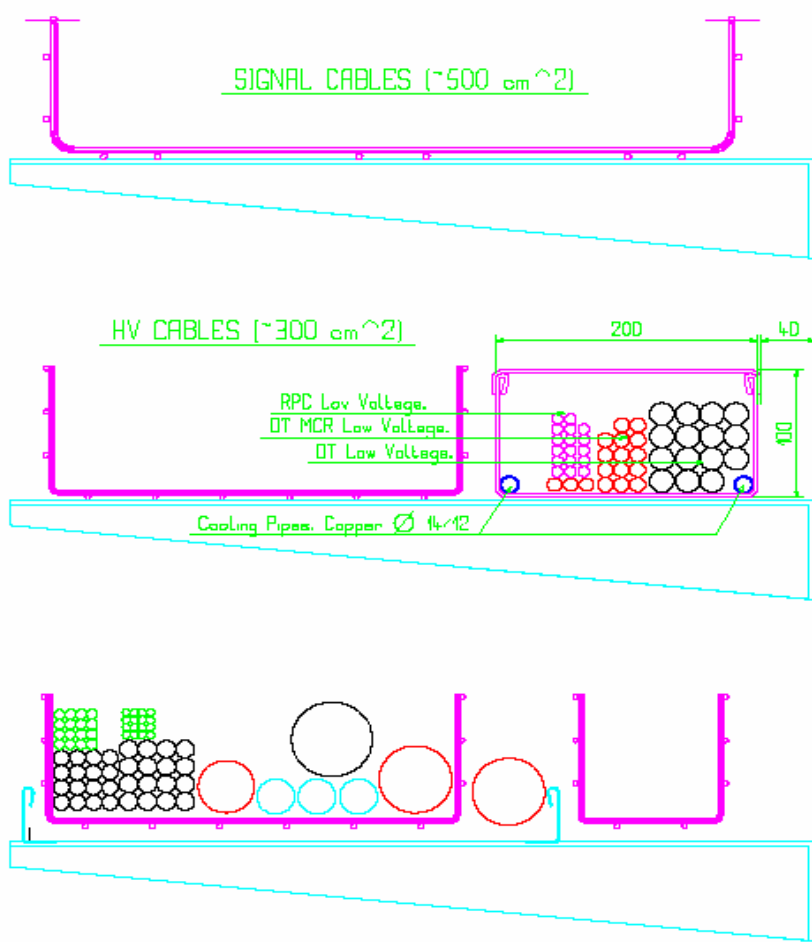 SIGNAL CABLES (~500 cm^2)
HV CABLES (~300 cm^2)
200
40
RPC Low Voltage.
DT MCR Low Voltage.
DT Low Voltage.
100
Cooling Pipes. Copper Ø 14/12